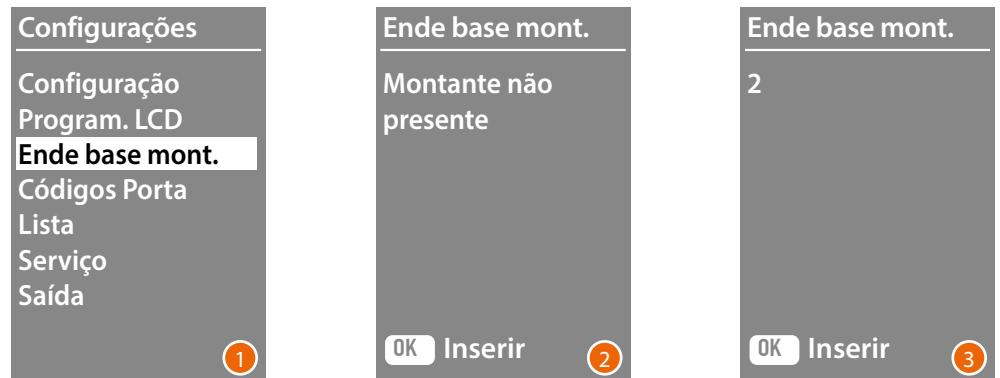 Configurações
Configuração
Program. LCD
Ende base mont.
Códigos Porta
Lista
Serviço
Saída
1
Ende base mont.
Montante não
presente
OK Inserir
2
Ende base mont.
2
OK Inserir
3